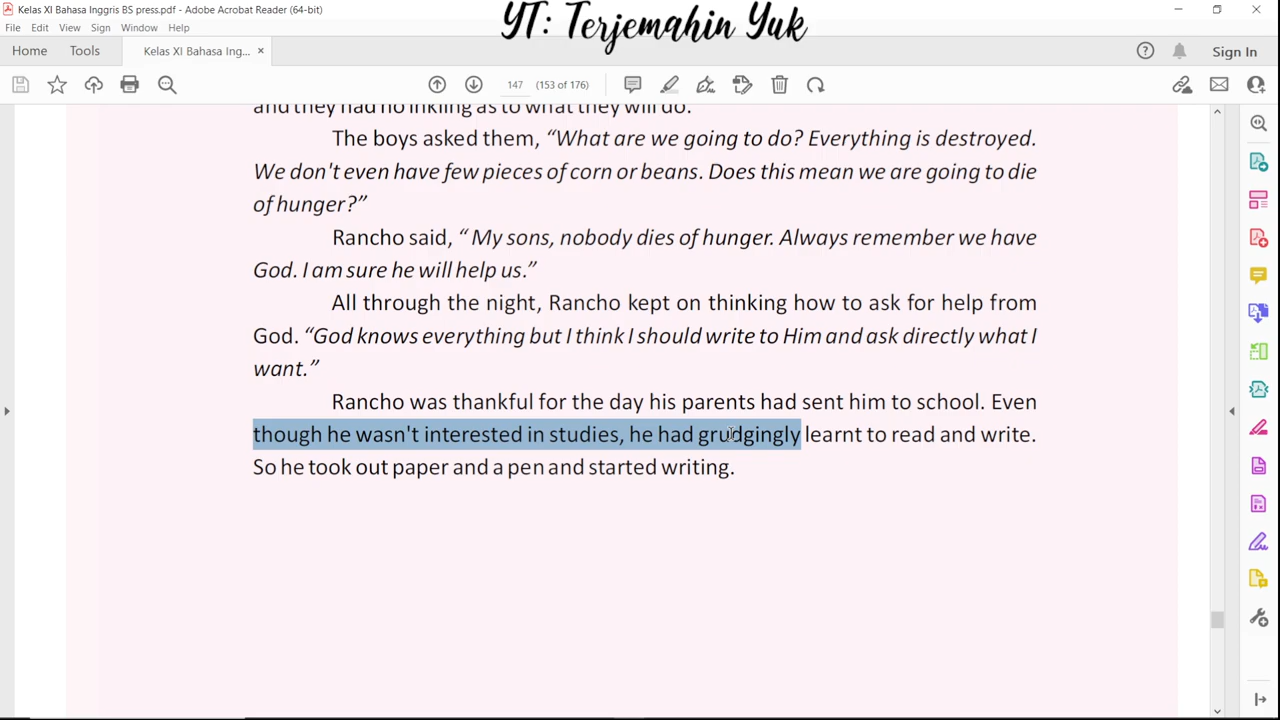 Kelas XI Bahasa Inggris BS press.pdf - Adobe Acrobat Reader (64-bit)
YT: Terjemahin Yuk
File Edit View Sign Window Help
Home Tools Kelas XI Bahasa Ing... × Sign In
147 (153 of 176)
and they had no inkling as to what they will do.
The boys asked them, “What are we going to do? Everything is destroyed.
We don't even have few pieces of corn or beans. Does this mean we are going to die
of hunger?”
Rancho said, “ My sons, nobody dies of hunger. Always remember we have
God. I am sure he will help us.”
All through the night, Rancho kept on thinking how to ask for help from
God. “God knows everything but I think I should write to Him and ask directly what I
want.”
Rancho was thankful for the day his parents had sent him to school. Even
though he wasn't interested in studies, he had grudgingly learnt to read and write.
So he took out paper and a pen and started writing.